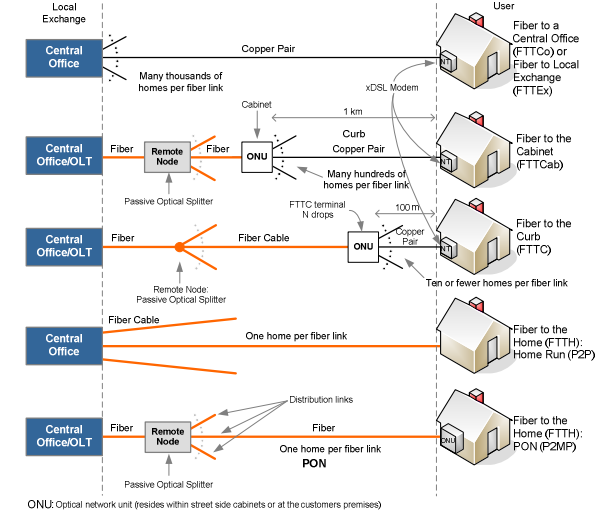 Local
Exchange
User
Central
Office
Copper Pair
Many thousands of
homes per fiber link
NT
Fiber to a
Central Office
(FTTCo) or
Fiber to Local
Exchange
(FTTEx)
xDSL Modem
Cabinet
1 km
Central
Office/OLT
Fiber
Remote
Node
Fiber
ONU
Curb
Copper Pair
NT
Fiber to the
Cabinet
(FTTCab)
Passive Optical Splitter
Many hundreds of
homes per fiber link
FTTC terminal
N drops
100 m
Central
Office/OLT
Fiber
Fiber Cable
ONU
Copper
Pair
NT
Fiber to the
Curb
(FTTC)
Remote Node:
Passive Optical Splitter
Ten or fewer homes per fiber link
Fiber Cable
Central
Office
One home per fiber link
Fiber to the
Home (FTTH):
Home Run (P2P)
Distribution links
Central
Office/OLT
Fiber
Remote
Node
Fiber
One home per fiber link
PON
ONU
Fiber to the
Home (FTTH):
PON (P2MP)
Passive Optical Splitter
ONU: Optical network unit (resides within street side cabinets or at the customers premises)